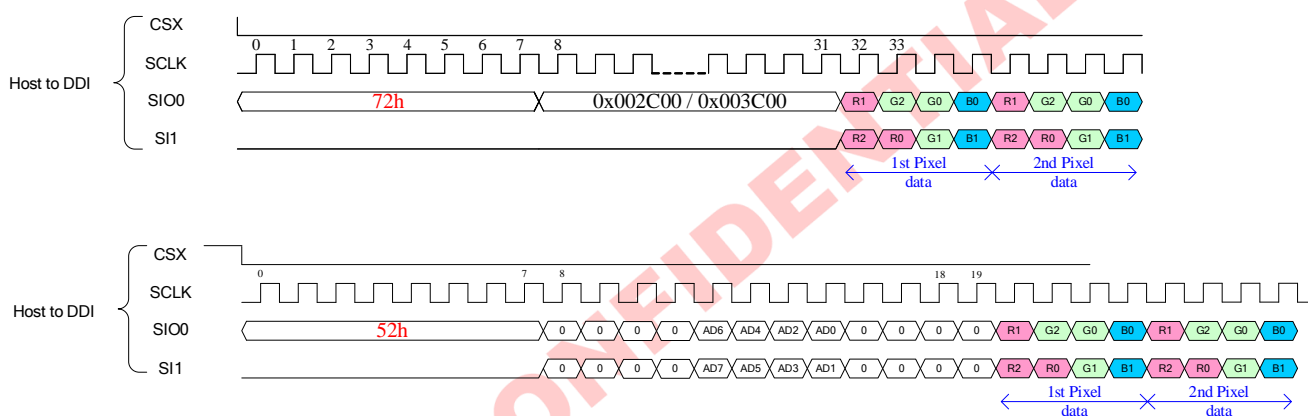 CSX
0 1 2 3 4 5 6 7 8 31 32 33
SCLK
Host to DDI
SIO0 72h 0x002C00 / 0x003C00 R1 G2 G0 B0 R1 G2 G0 B0
SI1 R2 R0 G1 B1 R2 R0 G1 B1
1st Pixel data 2nd Pixel data
CSX
0 7 8 18 19
SCLK
Host to DDI
SIO0 52h 0 0 0 0 AD6 AD4 AD2 AD0 0 0 0 0 R1 G2 G0 B0 R1 G2 G0 B0
SI1 0 0 0 0 AD7 AD5 AD3 AD1 0 0 0 0 R2 R0 G1 B1 R2 R0 G1 B1
1st Pixel data 2nd Pixel data
ONFIDENTIA